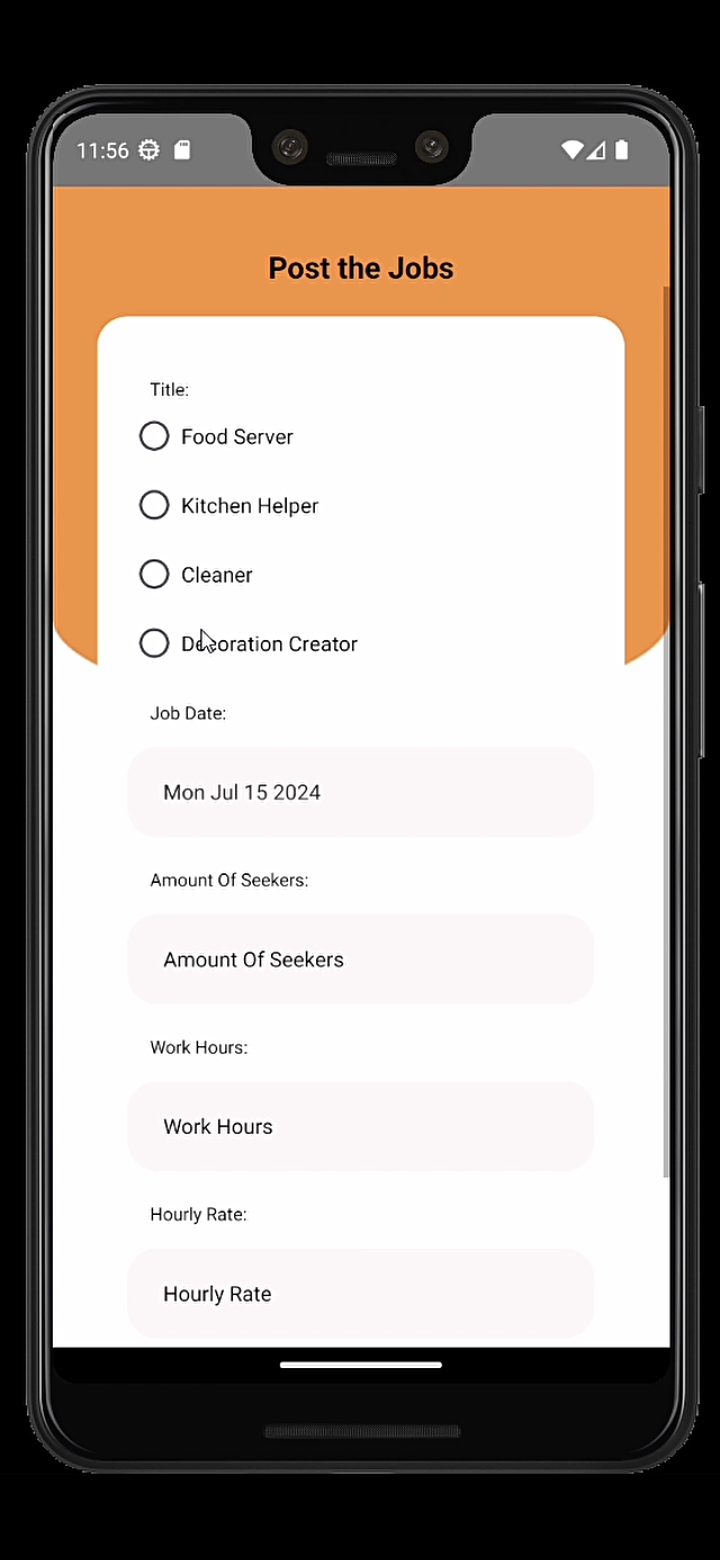 11:56
Post the Jobs
Title:
Food Server
Kitchen Helper
Cleaner
Decoration Creator
Job Date:
Mon Jul 15 2024
Amount Of Seekers:
Amount Of Seekers
Work Hours:
Work Hours
Hourly Rate:
Hourly Rate